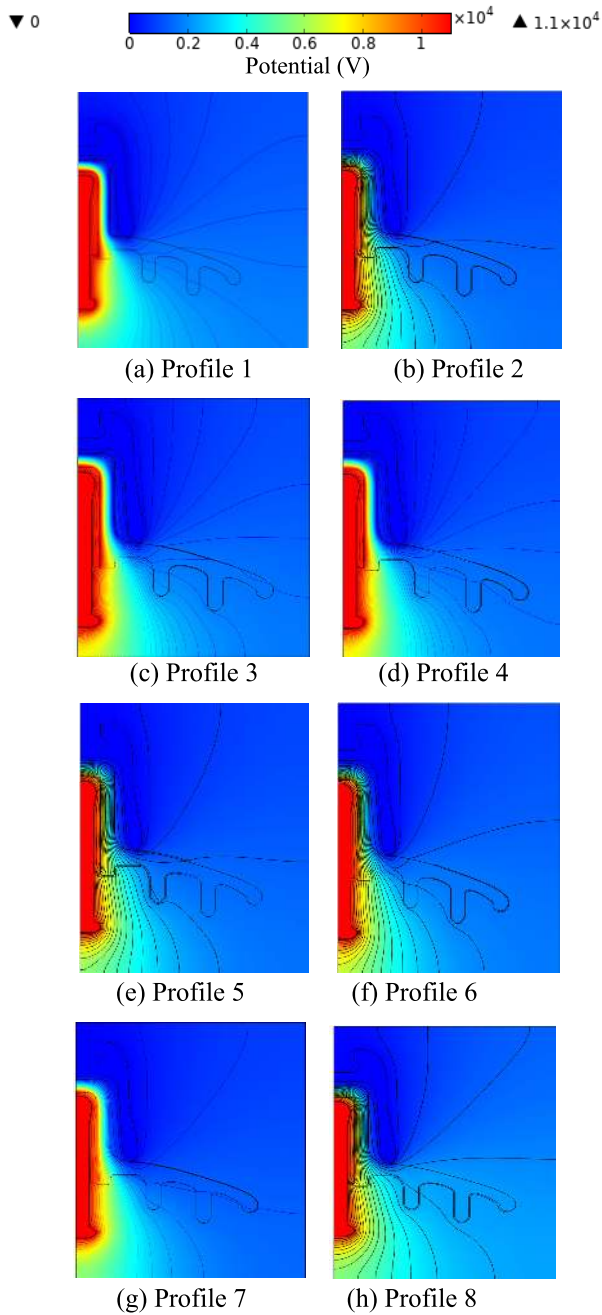 ▼ 0
0 0.2 0.4 0.6 0.8 1 ×10⁴ ▲ 1.1×10⁴
Potential (V)
(a) Profile 1
(b) Profile 2
(c) Profile 3
(d) Profile 4
(e) Profile 5
(f) Profile 6
(g) Profile 7
(h) Profile 8